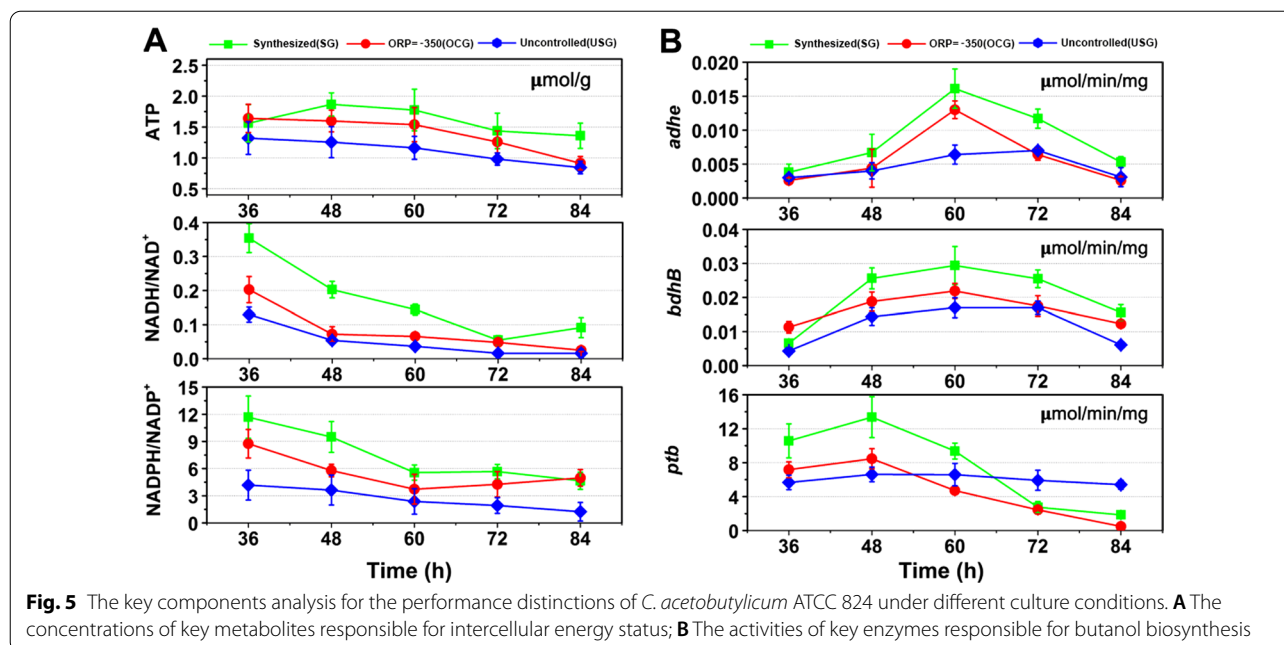 A
B
Synthesized(SG) ORP= -350(OCG) Uncontrolled(USG)
Synthesized(SG) ORP= -350(OCG) Uncontrolled(USG)
ATP
2.5
2.0
1.5
1.0
0.5
μmol/g
36 48 60 72 84
NADH/NAD⁺
0.4
0.3
0.2
0.1
0.0
36 48 60 72 84
NADPH/NADP⁺
15
12
9
6
3
0
36 48 60 72 84
Time (h)
adhe
0.020
0.015
0.010
0.005
0.000
μmol/min/mg
36 48 60 72 84
bdhB
0.04
0.03
0.02
0.01
0.00
μmol/min/mg
36 48 60 72 84
ptb
16
12
8
4
0
μmol/min/mg
36 48 60 72 84
Time (h)
Fig. 5 The key components analysis for the performance distinctions of C. acetobutylicum ATCC 824 under different culture conditions. A The
concentrations of key metabolites responsible for intercellular energy status; B The activities of key enzymes responsible for butanol biosynthesis